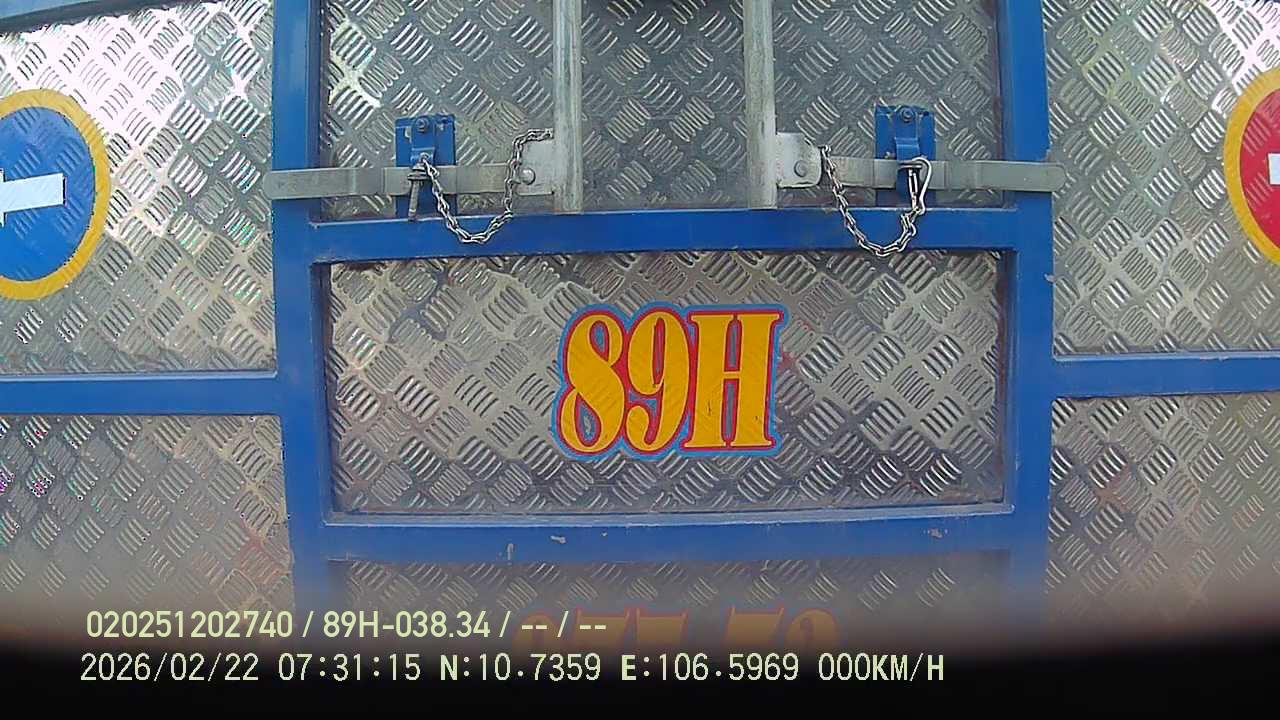 89H
020251202740 / 89H-038.34 / -- / --
2026/02/22 07:31:15 N:10.7359 E:106.5969 000KM/H